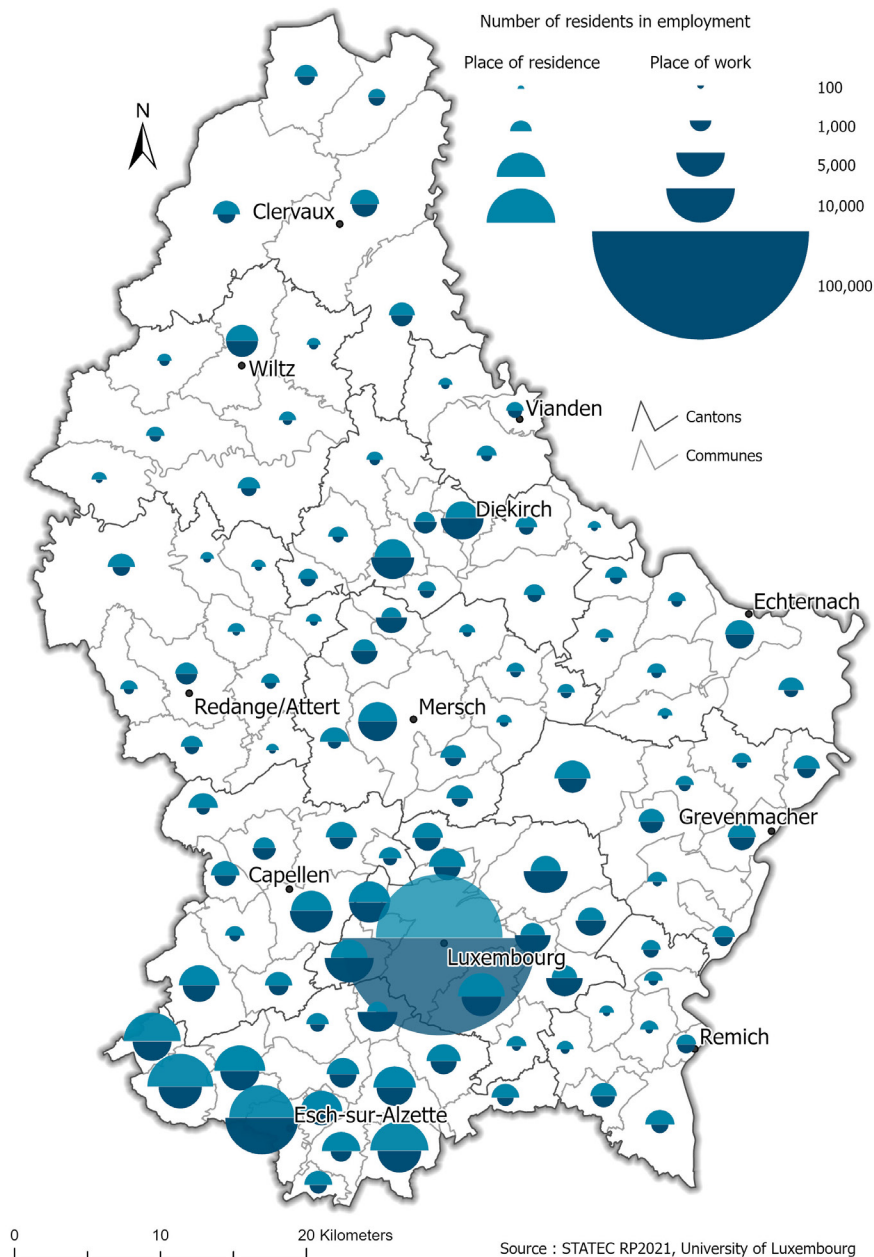 Number of residents in employment
Place of residence
Place of work
100
1,000
5,000
10,000
100,000
N
Clervaux
Wiltz
Vianden
Cantons
Communes
Diekirch
Echternach
Redange/Attert
Mersch
Grevenmacher
Capellen
Luxembourg
Remich
Esch-sur-Alzette
0
10
20 Kilometers
Source : STATEC RP2021, University of Luxembourg